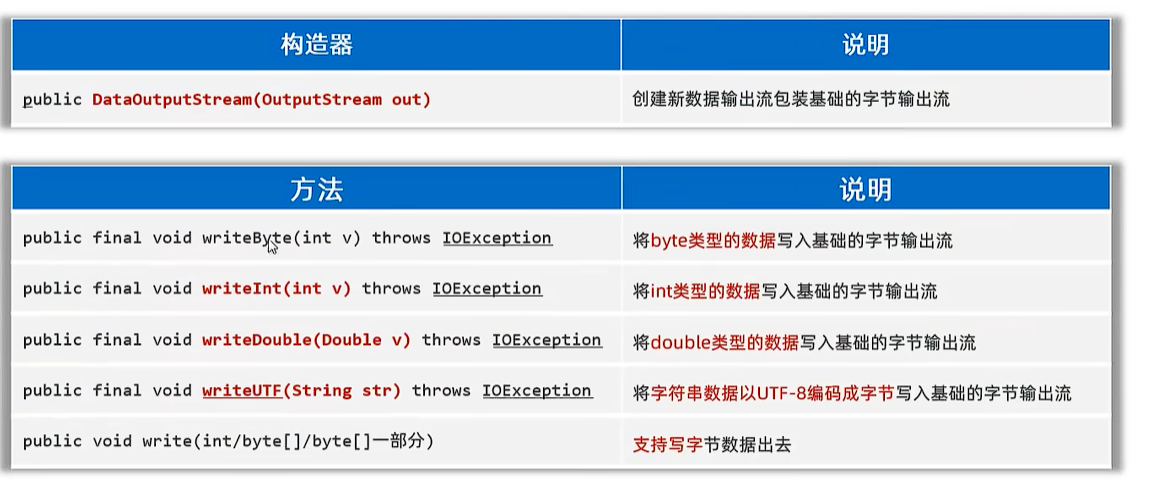 构造器 说明
public DataOutputStream(OutputStream out) 创建新数据输出流包装基础的字节输出流
方法 说明
public final void writeByte(int v) throws IOException 将byte类型的数据写入基础的字节输出流
public final void writeInt(int v) throws IOException 将int类型的数据写入基础的字节输出流
public final void writeDouble(Double v) throws IOException 将double类型的数据写入基础的字节输出流
public final void writeUTF(String str) throws IOException 将字符串数据以UTF-8编码成字节写入基础的字节输出流
public void write(int/byte[]/byte[]一部分) 支持写字节数据出去